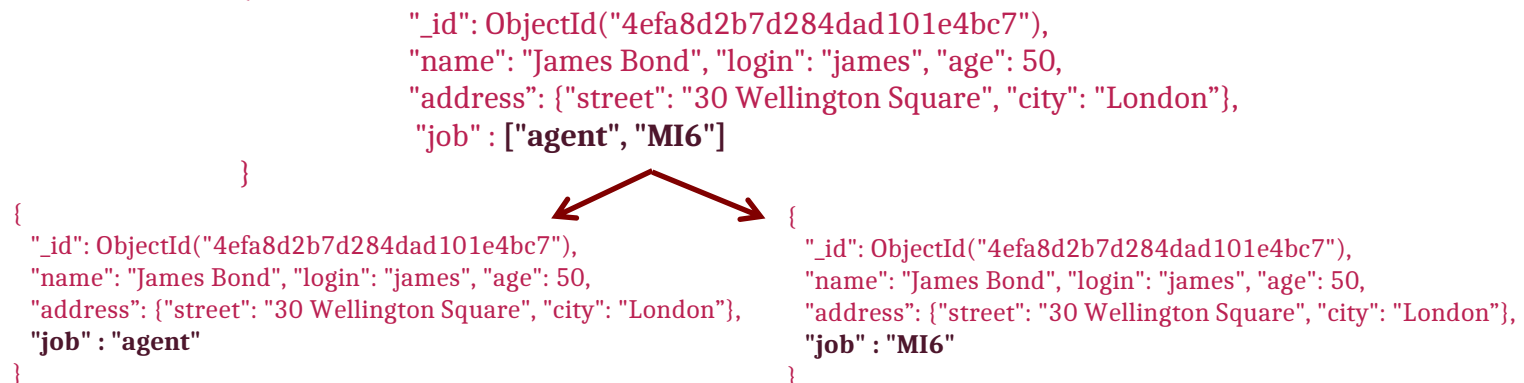 "_id": ObjectId("4efa8d2b7d284dad101e4bc7"),
"name": "James Bond", "login": "james", "age": 50,
"address”: {"street": "30 Wellington Square", "city": "London”},
"job" : ["agent", "MI6"]
}
{
"_id": ObjectId("4efa8d2b7d284dad101e4bc7"),
"name": "James Bond", "login": "james", "age": 50,
"address”: {"street": "30 Wellington Square", "city": "London”},
"job" : "agent"
}
{
"_id": ObjectId("4efa8d2b7d284dad101e4bc7"),
"name": "James Bond", "login": "james", "age": 50,
"address”: {"street": "30 Wellington Square", "city": "London”},
"job" : "MI6"
}